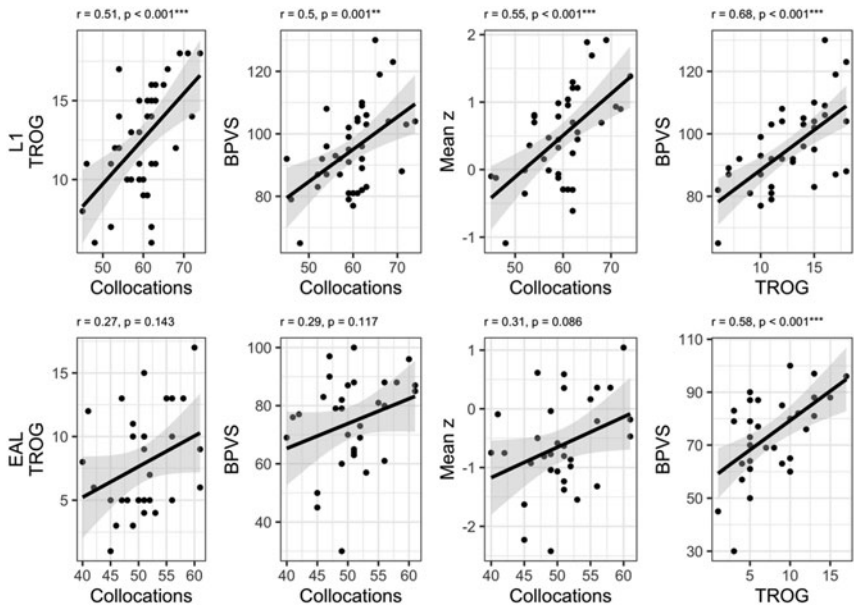 r = 0.51, p < 0.001*** r = 0.5, p = 0.001** r = 0.55, p < 0.001*** r = 0.68, p < 0.001***
L1
TROG
15
10
50 60 70
Collocations
BPVS
120
100
80
50 60 70
Collocations
Mean z
2
1
0
-1
50 60 70
Collocations
BPVS
120
100
80
10 15
TROG
r = 0.27, p = 0.143 r = 0.29, p = 0.117 r = 0.31, p = 0.086 r = 0.58, p < 0.001***
EAL
TROG
15
10
5
40 45 50 55 60
Collocations
BPVS
100
80
60
40
40 45 50 55 60
Collocations
Mean z
1
0
-1
-2
40 45 50 55 60
Collocations
BPVS
90
70
50
30
5 10 15
TROG